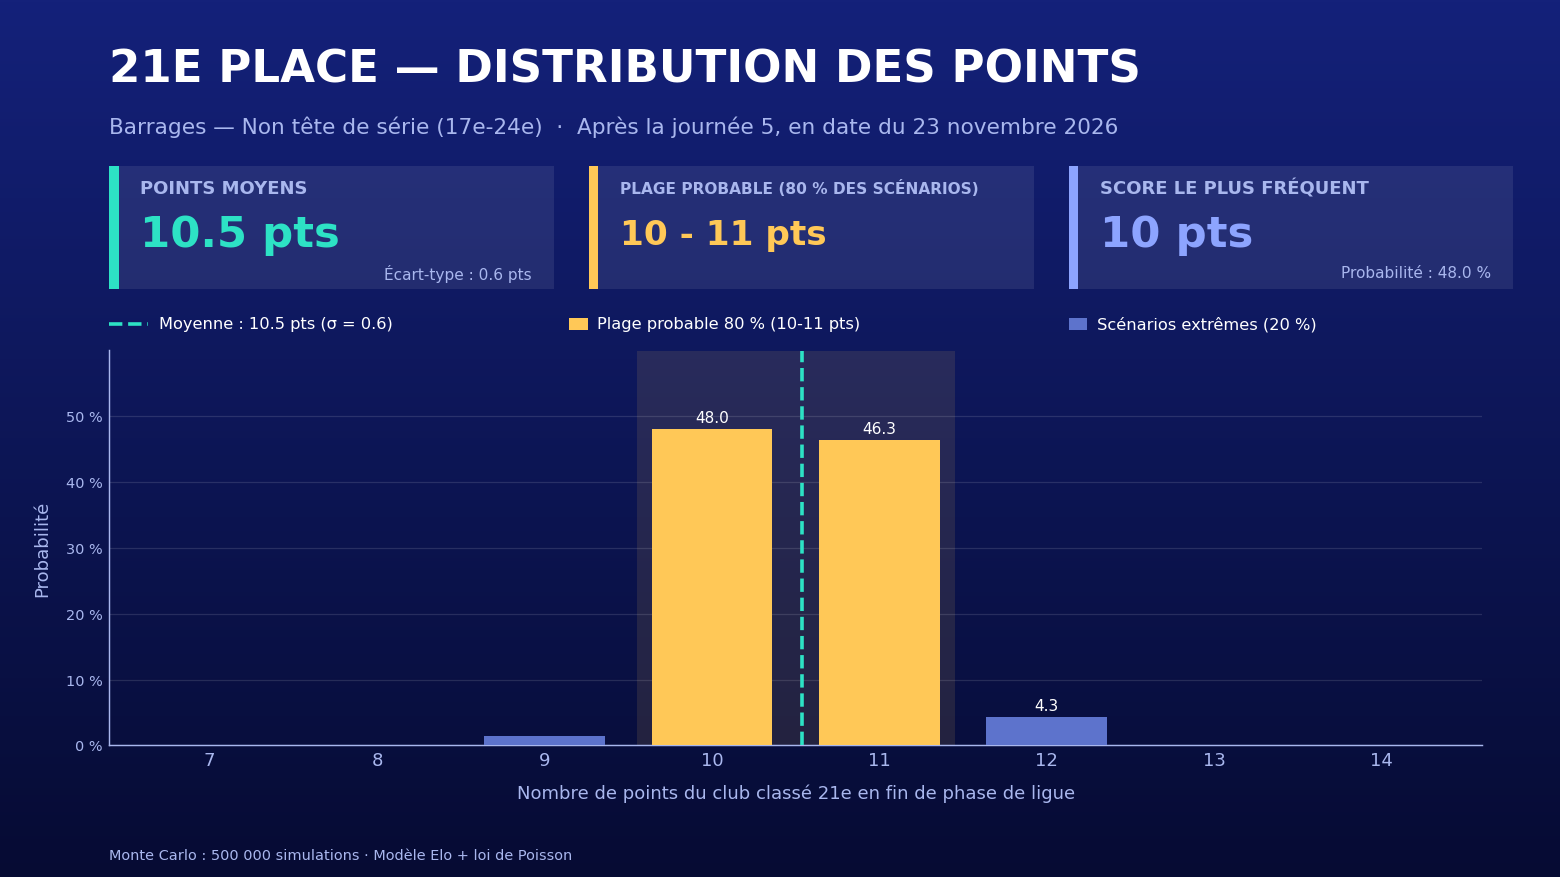 21E PLACE — DISTRIBUTION DES POINTS
Barrages — Non tête de série (17e-24e)  ·  Après la journée 5, en date du 23 novembre 2026
POINTS MOYENS
10.5 pts
Écart-type : 0.6 pts
PLAGE PROBABLE (80 % DES SCÉNARIOS)
10 - 11 pts
SCORE LE PLUS FRÉQUENT
10 pts
Probabilité : 48.0 %
Moyenne : 10.5 pts (σ = 0.6)
Plage probable 80 % (10-11 pts)
Scénarios extrêmes (20 %)
Probabilité
50 %
40 %
30 %
20 %
10 %
0 %
48.0
46.3
4.3
7 8 9 10 11 12 13 14
Nombre de points du club classé 21e en fin de phase de ligue
Monte Carlo : 500 000 simulations · Modèle Elo + loi de Poisson